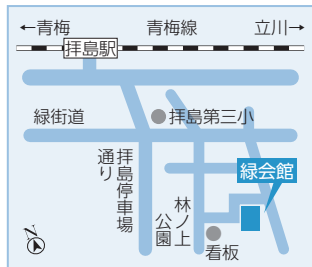 ←青梅 青梅線 立川→
拝島駅
緑街道
拝島第三小
拝島停車場
通り
緑会館
林ノ上
公園
看板
N